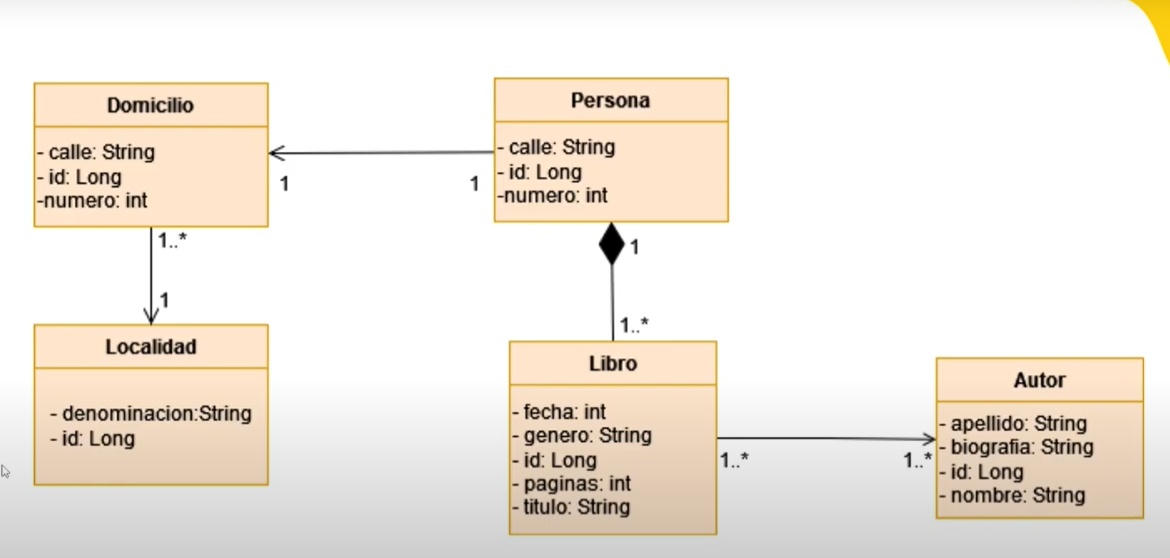 Domicilio
- calle: String
- id: Long
-numero: int
Persona
- calle: String
- id: Long
-numero: int
1
1
1..*
1
1
1..*
Localidad
- denominacion:String
- id: Long
Libro
- fecha: int
- genero: String
- id: Long
- paginas: int
- titulo: String
1..*
1..*
Autor
- apellido: String
- biografia: String
- id: Long
- nombre: String